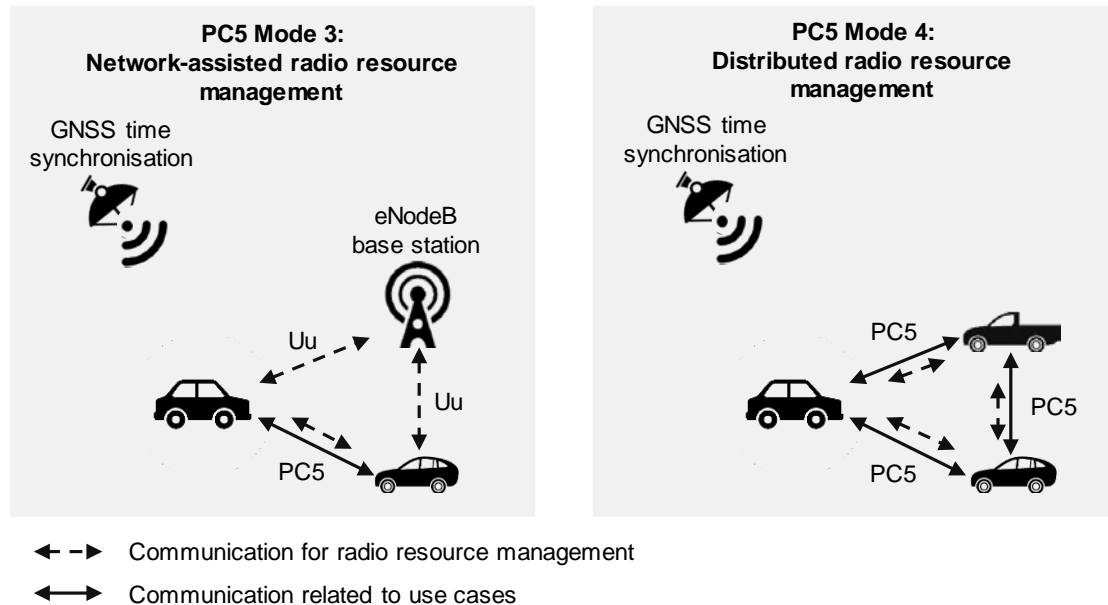 PC5 Mode 3:
Network-assisted radio resource
management
GNSS time
synchronisation
eNodeB
base station
Uu
Uu
PC5
PC5 Mode 4:
Distributed radio resource
management
GNSS time
synchronisation
PC5
PC5
PC5
Communication for radio resource management
Communication related to use cases